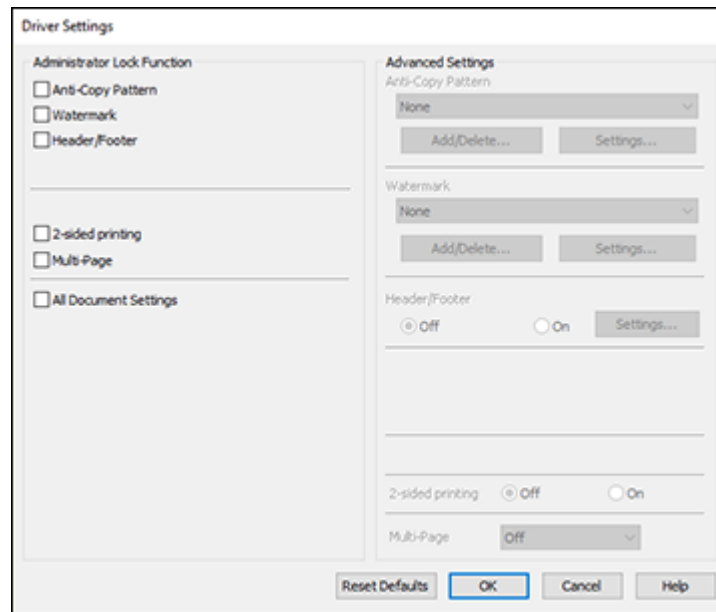 Driver Settings
Administrator Lock Function
Anti-Copy Pattern
Watermark
Header/Footer
2-sided printing
Multi-Page
All Document Settings
Advanced Settings
Anti-Copy Pattern
None
Add/Delete... Settings...
Watermark
None
Add/Delete... Settings...
Header/Footer
Off On Settings...
2-sided printing Off On
Multi-Page Off
Reset Defaults OK Cancel Help